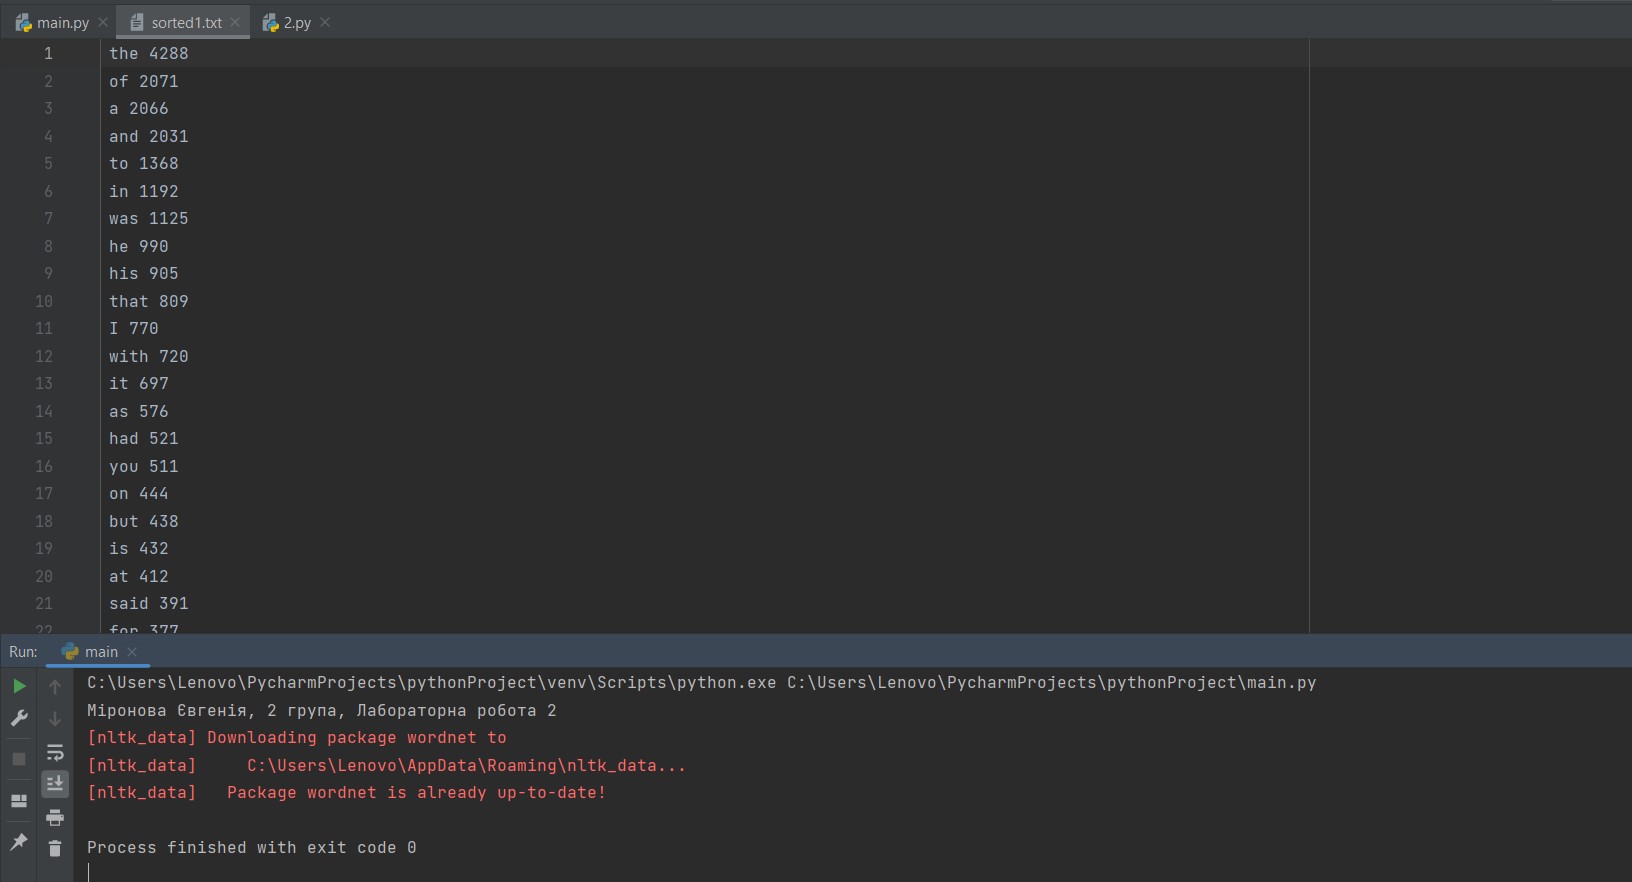 main.py sorted1.txt 2.py
1 the 4288
2 of 2071
3 a 2066
4 and 2031
5 to 1368
6 in 1192
7 was 1125
8 he 990
9 his 905
10 that 809
11 I 770
12 with 720
13 it 697
14 as 576
15 had 521
16 you 511
17 on 444
18 but 438
19 is 432
20 at 412
21 said 391
22 for 377
Run: main
C:\Users\Lenovo\PycharmProjects\pythonProject\venv\Scripts\python.exe C:\Users\Lenovo\PycharmProjects\pythonProject\main.py
Міронова Євгенія, 2 група, Лабораторна робота 2
[nltk_data] Downloading package wordnet to
[nltk_data]     C:\Users\Lenovo\AppData\Roaming\nltk_data...
[nltk_data]   Package wordnet is already up-to-date!
Process finished with exit code 0